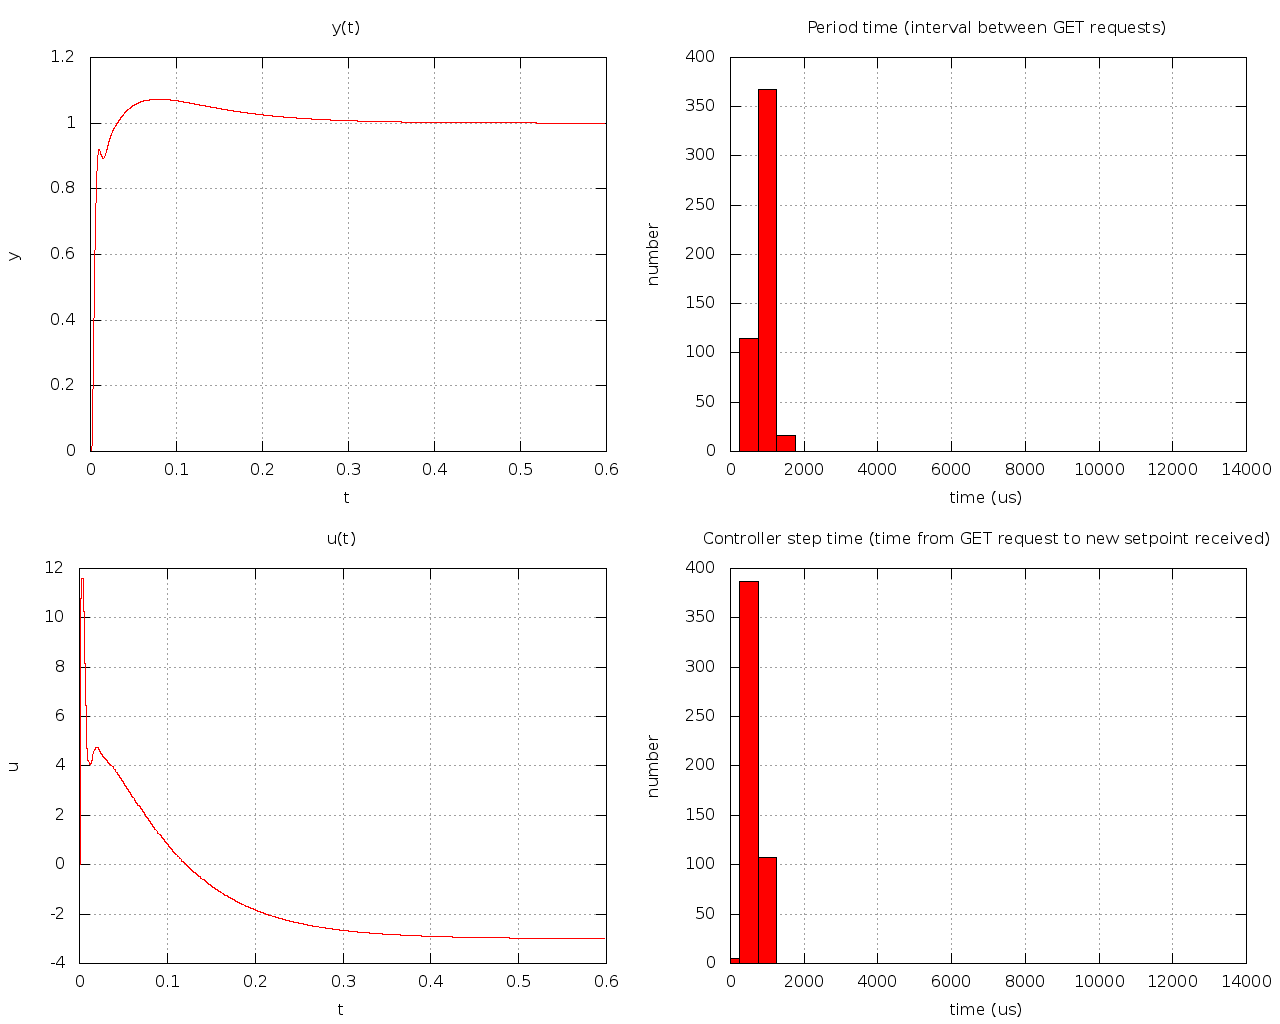 y(t)
1.2
1
0.8
0.6
0.4
0.2
0
y
0 0.1 0.2 0.3 0.4 0.5 0.6
t
Period time (interval between GET requests)
400
350
300
250
200
150
100
50
0
number
0 2000 4000 6000 8000 10000 12000 14000
time (us)
u(t)
12
10
8
6
4
2
0
-2
-4
u
0 0.1 0.2 0.3 0.4 0.5 0.6
t
Controller step time (time from GET request to new setpoint received)
400
350
300
250
200
150
100
50
0
number
0 2000 4000 6000 8000 10000 12000 14000
time (us)